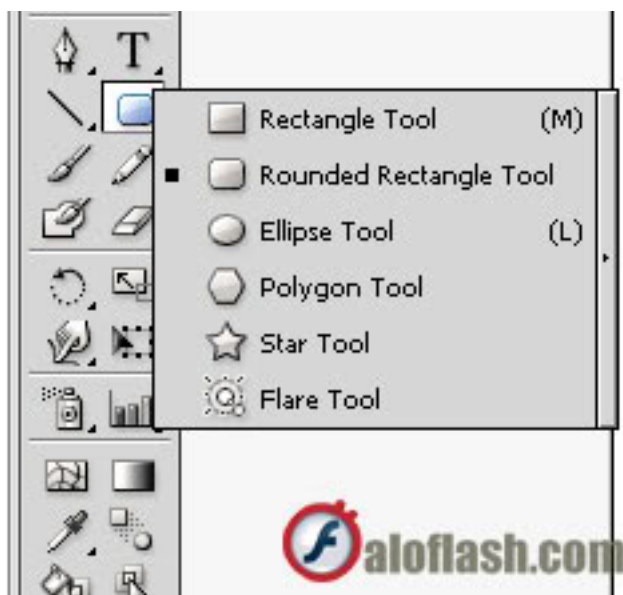 T
Rectangle Tool (M)
Rounded Rectangle Tool
Ellipse Tool (L)
Polygon Tool
Star Tool
Flare Tool
aloflash.com